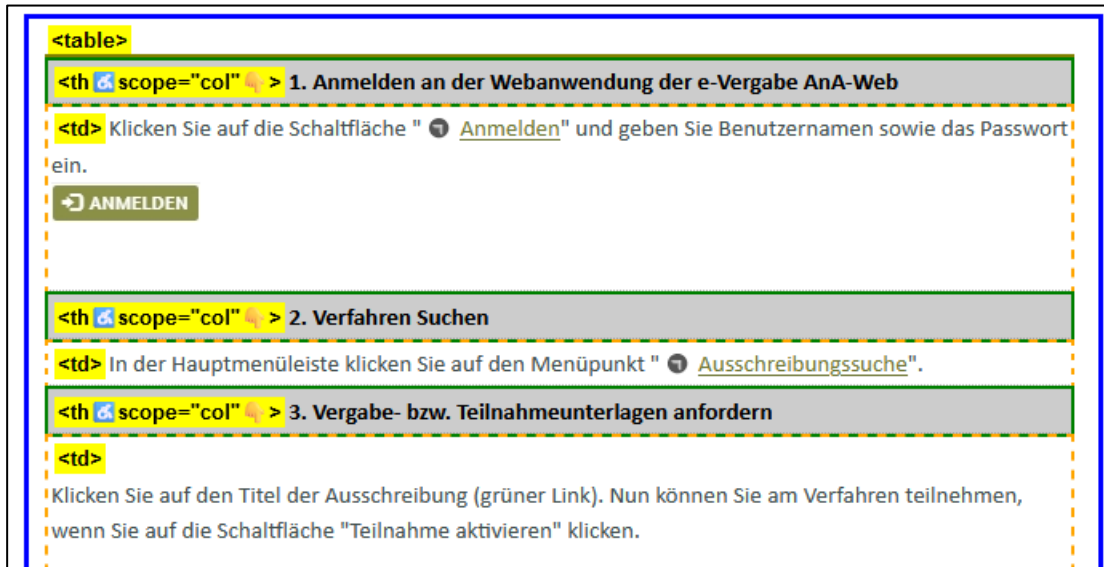 <table>
<th ♿ scope="col" 👇 > 1. Anmelden an der Webanwendung der e-Vergabe AnA-Web
<td> Klicken Sie auf die Schaltfläche " Anmelden" und geben Sie Benutzernamen sowie das Passwort
ein.
ANMELDEN
<th ♿ scope="col" 👇 > 2. Verfahren Suchen
<td> In der Hauptmenüleiste klicken Sie auf den Menüpunkt " Ausschreibungssuche".
<th ♿ scope="col" 👇 > 3. Vergabe- bzw. Teilnahmeunterlagen anfordern
<td>
Klicken Sie auf den Titel der Ausschreibung (grüner Link). Nun können Sie am Verfahren teilnehmen,
wenn Sie auf die Schaltfläche "Teilnahme aktivieren" klicken.